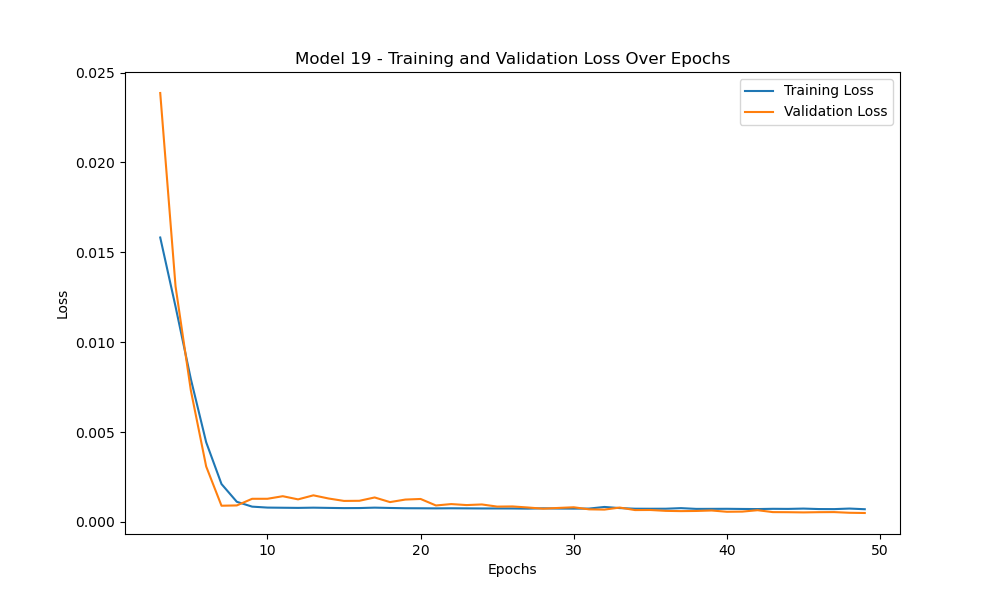 Model 19 - Training and Validation Loss Over Epochs
Training Loss
Validation Loss
0.025
0.020
0.015
0.010
0.005
0.000
Loss
10
20
30
40
50
Epochs